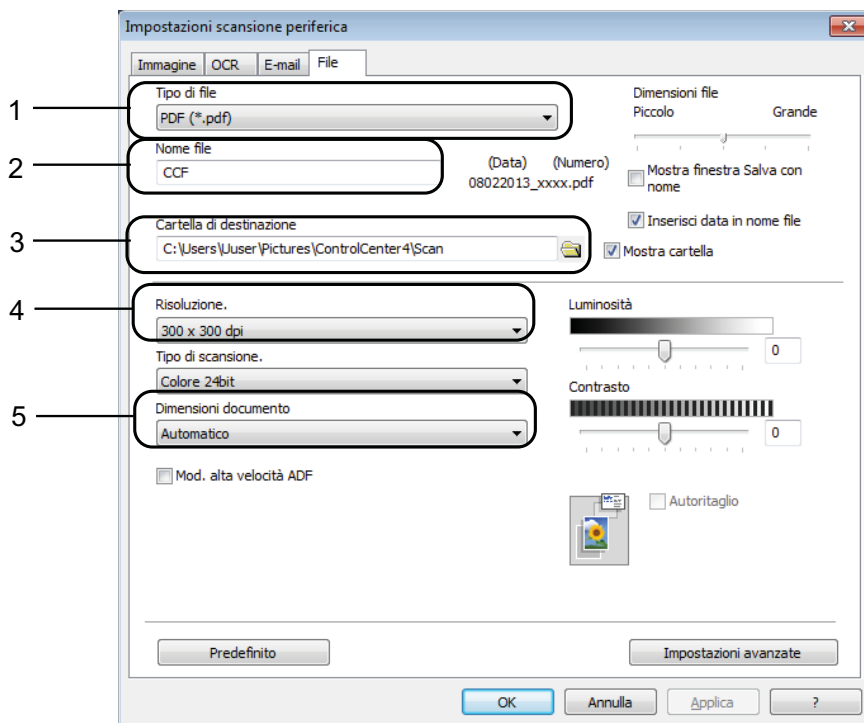 Impostazioni scansione periferica
Immagine OCR E-mail File
1
Tipo di file
PDF (*.pdf)
Dimensioni file
Piccolo Grande
2
Nome file
CCF
(Data) (Numero)
08022013_xxxx.pdf
Mostra finestra Salva con
nome
Inserisci data in nome file
3
Cartella di destinazione
C:\Users\Uuser\Pictures\ControlCenter4\Scan
Mostra cartella
4
Risoluzione.
300 x 300 dpi
Tipo di scansione.
Colore 24bit
5
Dimensioni documento
Automatico
Mod. alta velocità ADF
Luminosità
0
Contrasto
0
Autoritaglio
Predefinito
Impostazioni avanzate
OK Annulla Applica ?